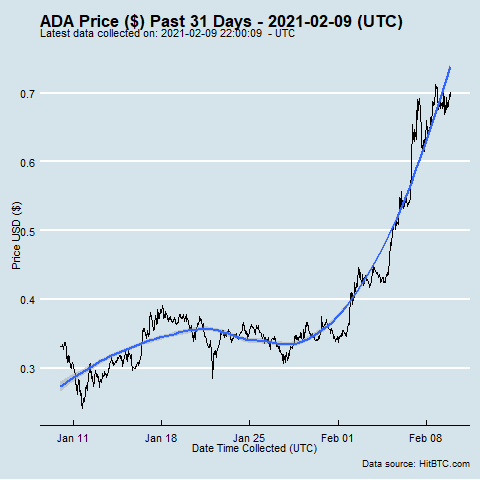 ADA Price ($) Past 31 Days - 2021-02-09 (UTC)
Latest data collected on: 2021-02-09 22:00:09 - UTC
Price USD ($)
0.7
0.6
0.5
0.4
0.3
Jan 11 Jan 18 Jan 25 Feb 01 Feb 08
Date Time Collected (UTC)
Data source: HitBTC.com